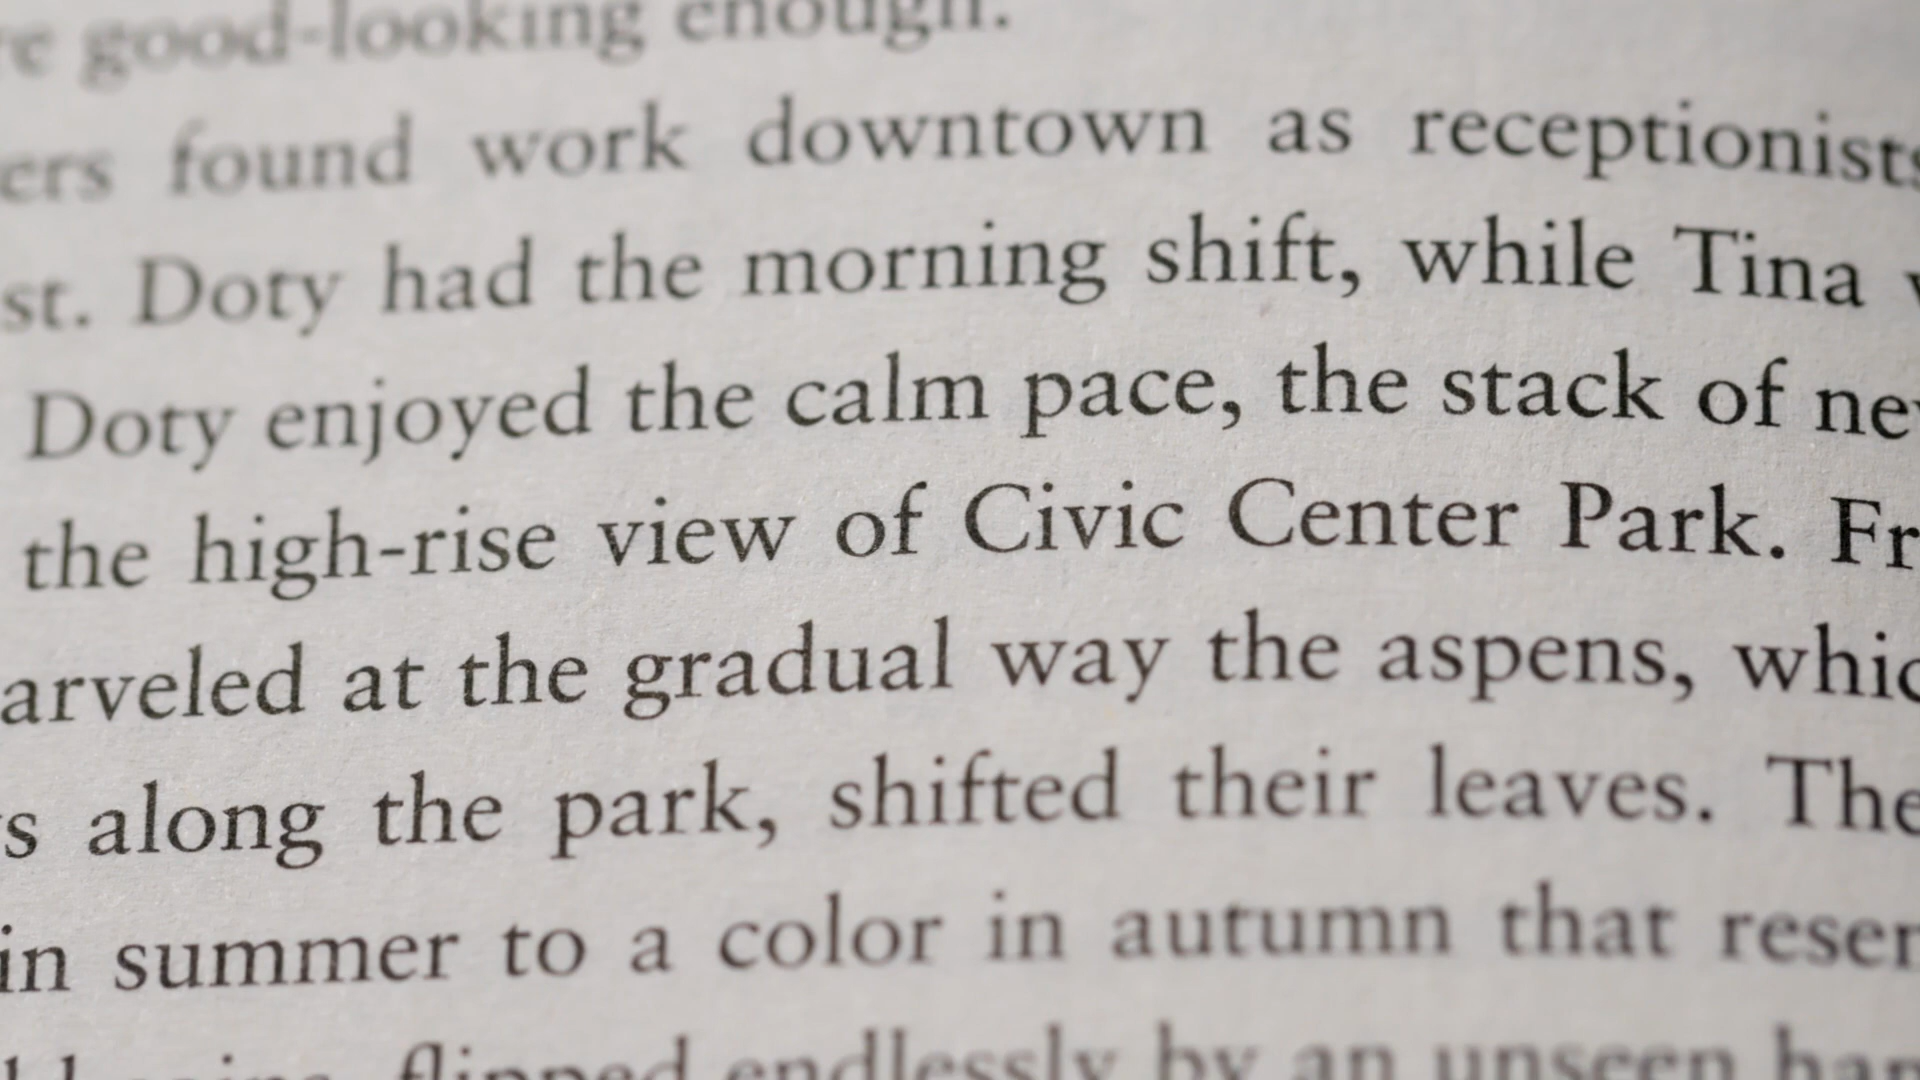 good-looking enough.
found work downtown as receptionists
st. Doty had the morning shift, while Tina
Doty enjoyed the calm pace, the stack of
the high-rise view of Civic Center Park. Fr
arveled at the gradual way the aspens, whic
s along the park, shifted their leaves. The
in summer to a color in autumn that reser
flipped endlessly by an unseen